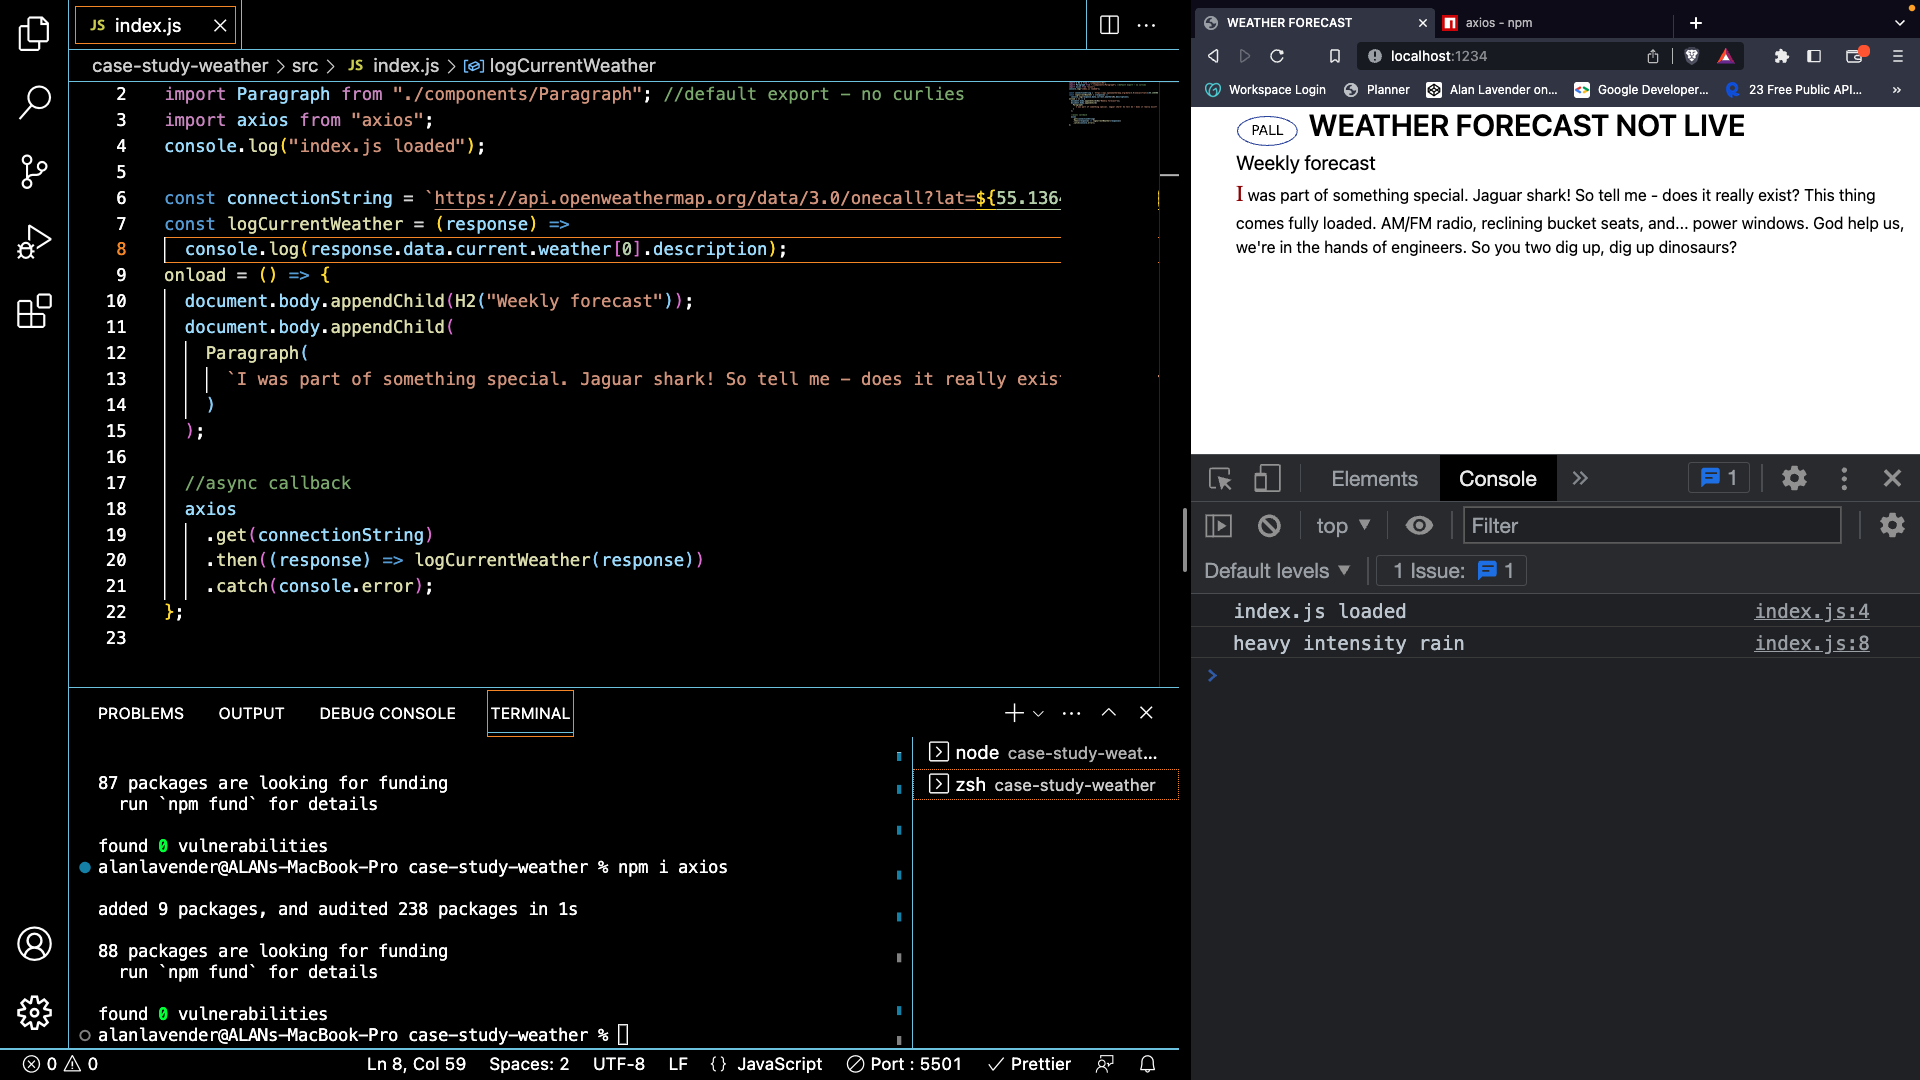 JS index.js
case-study-weather > src > JS index.js > logCurrentWeather
2 import Paragraph from "./components/Paragraph"; //default export - no curlies
3 import axios from "axios";
4 console.log("index.js loaded");
5
6 const connectionString = `https://api.openweathermap.org/data/3.0/onecall?lat=${55.136
7 const logCurrentWeather = (response) =>
8 console.log(response.data.current.weather[0].description);
9 onload = () => {
10 document.body.appendChild(H2("Weekly forecast"));
11 document.body.appendChild(
12 Paragraph(
13 `I was part of something special. Jaguar shark! So tell me - does it really exis
14 )
15 );
16
17 //async callback
18 axios
19 .get(connectionString)
20 .then((response) => logCurrentWeather(response))
21 .catch(console.error);
22 };
23
PROBLEMS OUTPUT DEBUG CONSOLE TERMINAL
87 packages are looking for funding
run `npm fund` for details
found 0 vulnerabilities
alanlavender@ALANs-MacBook-Pro case-study-weather % npm i axios
added 9 packages, and audited 238 packages in 1s
88 packages are looking for funding
run `npm fund` for details
found 0 vulnerabilities
alanlavender@ALANs-MacBook-Pro case-study-weather %
node case-study-weat...
zsh case-study-weather
0 0 Ln 8, Col 59 Spaces: 2 UTF-8 LF {} JavaScript Port : 5501 Prettier
WEATHER FORECAST axios - npm
localhost:1234
Workspace Login Planner Alan Lavender on... Google Developer... 23 Free Public API... »
PALL WEATHER FORECAST NOT LIVE
Weekly forecast
I was part of something special. Jaguar shark! So tell me - does it really exist? This thing
comes fully loaded. AM/FM radio, reclining bucket seats, and... power windows. God help us,
we're in the hands of engineers. So you two dig up, dig up dinosaurs?
Elements Console 1
top Filter
Default levels 1 Issue: 1
index.js loaded index.js:4
heavy intensity rain index.js:8